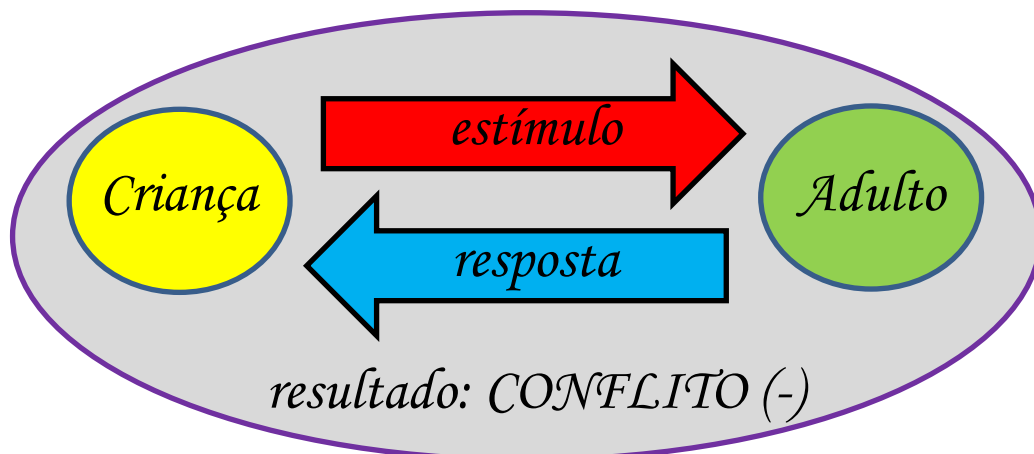 estímulo
Criança
Adulto
resposta
resultado: CONFLITO (-)